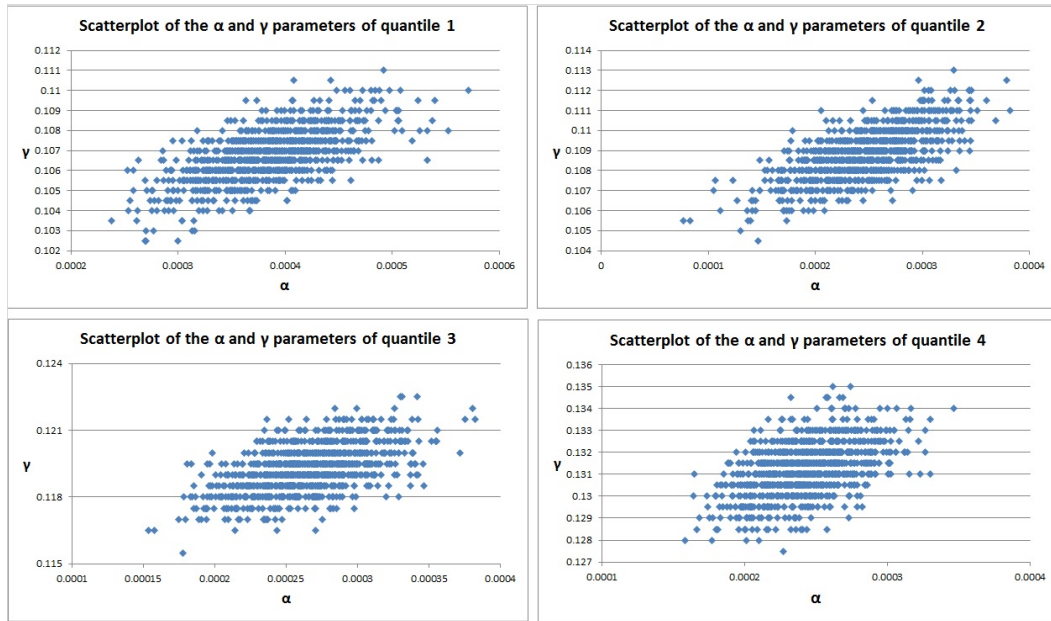 Scatterplot of the α and γ parameters of quantile 1
0.112
0.111
0.11
0.109
0.108
γ 0.107
0.106
0.105
0.104
0.103
0.102
0.0002 0.0003 0.0004 0.0005 0.0006
α
Scatterplot of the α and γ parameters of quantile 2
0.114
0.113
0.112
0.111
0.11
γ 0.109
0.108
0.107
0.106
0.105
0.104
0 0.0001 0.0002 0.0003 0.0004
α
Scatterplot of the α and γ parameters of quantile 3
0.124
0.121
γ
0.118
0.115
0.0001 0.00015 0.0002 0.00025 0.0003 0.00035 0.0004
α
Scatterplot of the α and γ parameters of quantile 4
0.136
0.135
0.134
0.133
0.132
γ
0.131
0.13
0.129
0.128
0.127
0.0001 0.0002 0.0003 0.0004
α